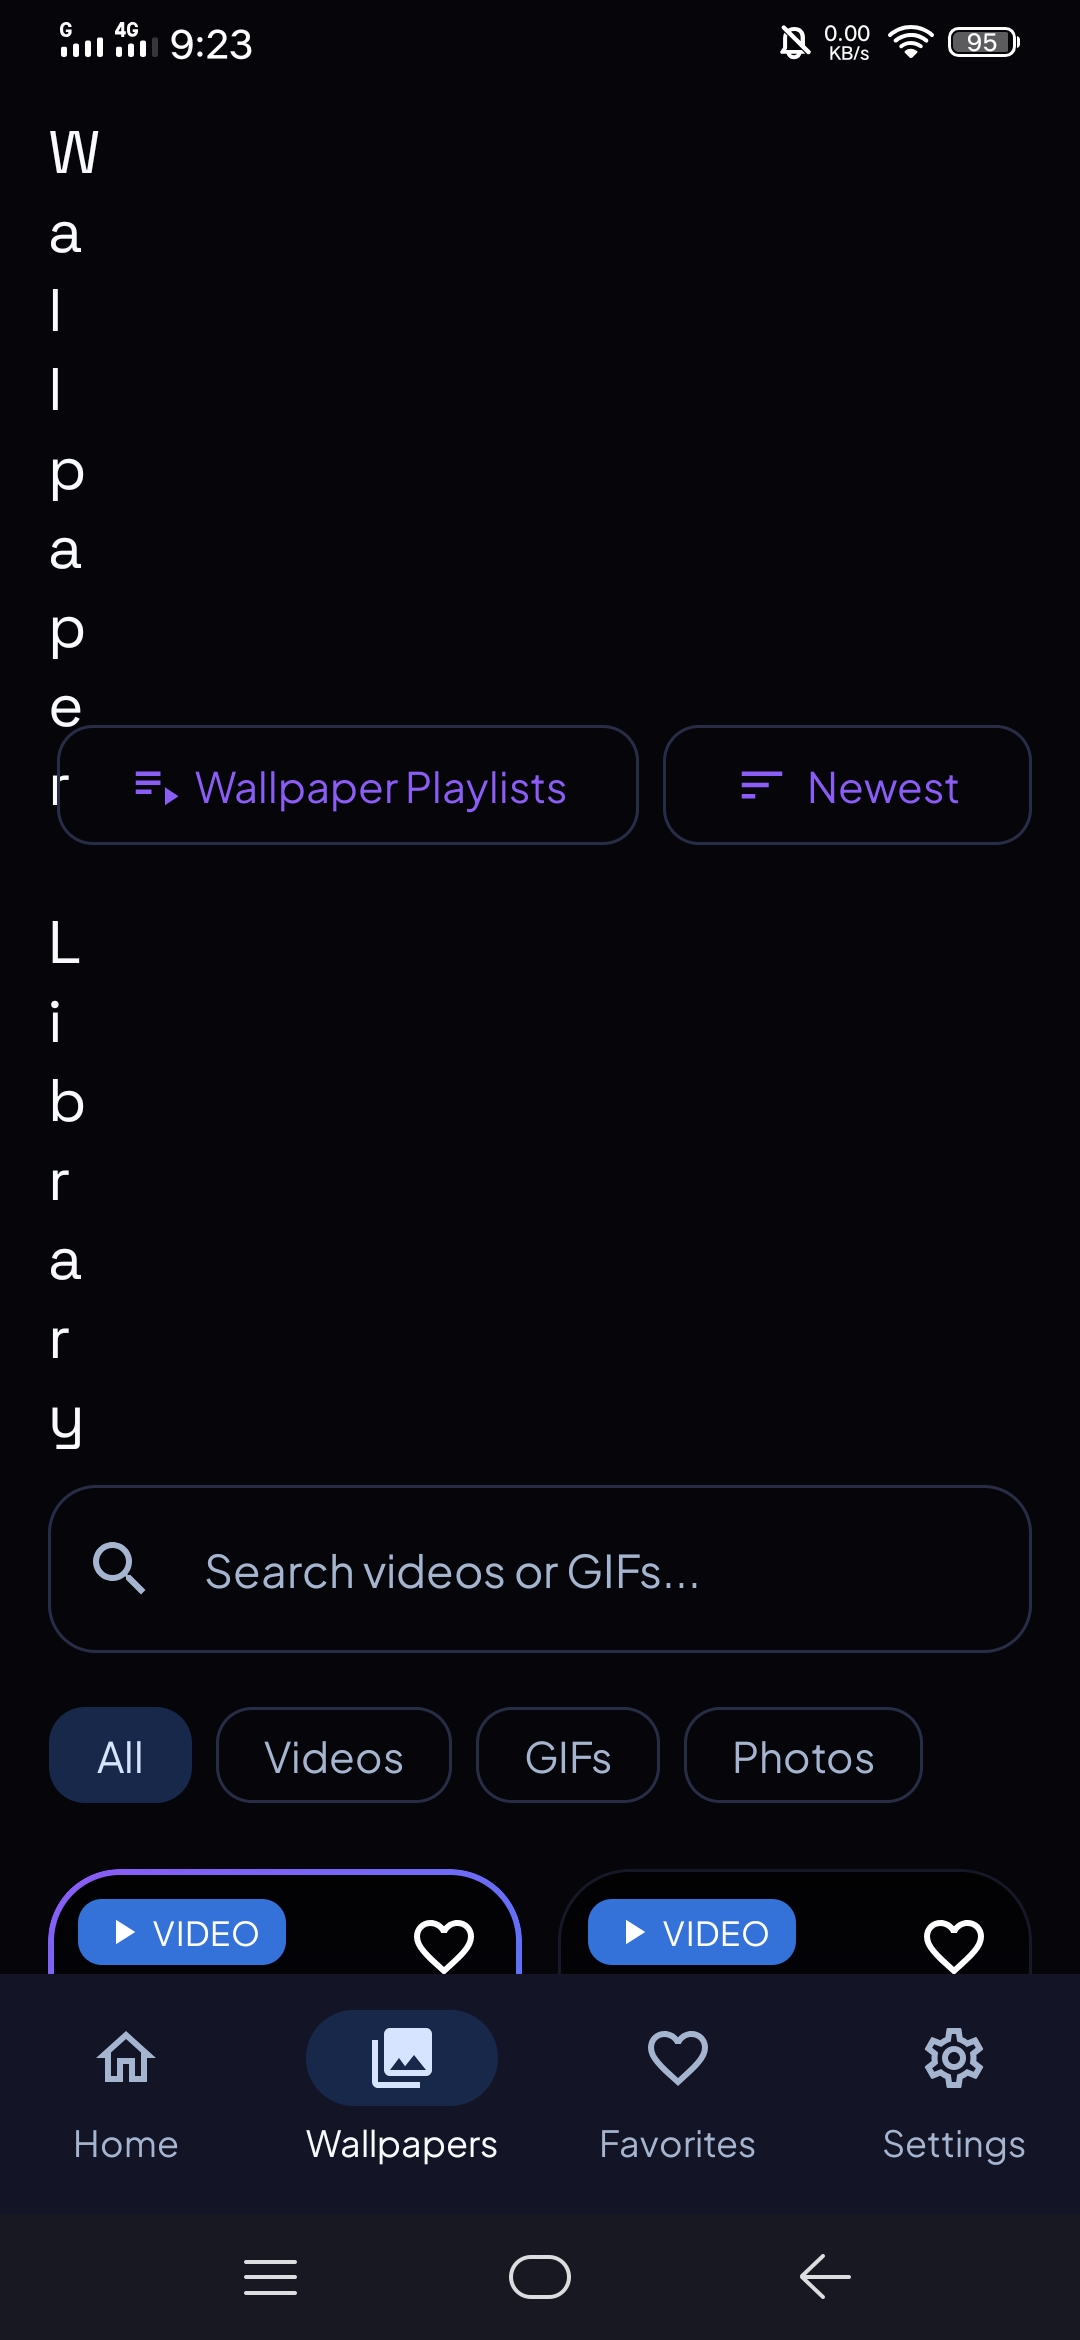 G 4G 9:23 0.00 KB/s 95
W
a
l
l
p
a
p
e
r
Wallpaper Playlists
Newest
L
i
b
r
a
r
y
Search videos or GIFs...
All Videos GIFs Photos
VIDEO VIDEO
Home Wallpapers Favorites Settings